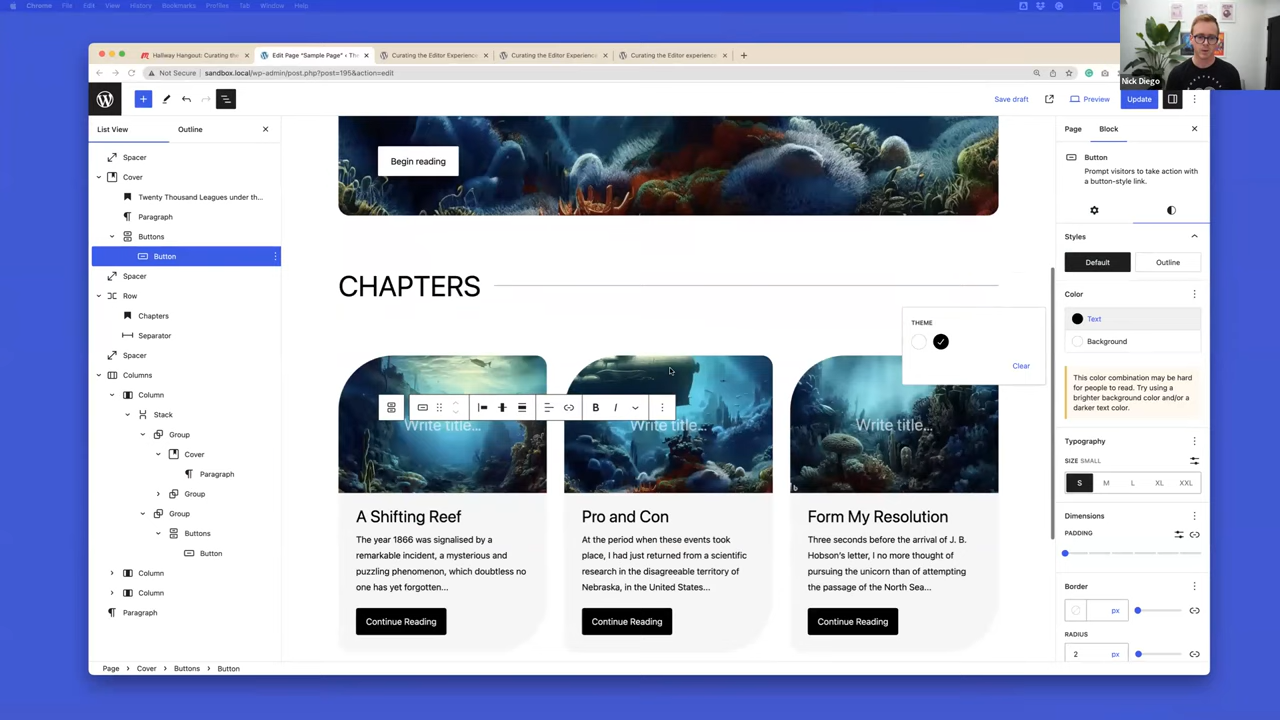 Chrome File Edit View History Bookmarks Profiles Tab Window Help
Nick Diego
Hallway Hangout: Curating the
Edit Page "Sample Page" ‹ The
Curating the Editor Experience
Curating the Editor Experience
Curating the Editor experience
Not Secure sandbox.local/wp-admin/post.php?post=195&action=edit
Save draft
Preview
Update
List View
Outline
Spacer
Cover
Twenty Thousand Leagues under th...
Paragraph
Buttons
Button
Spacer
Row
Chapters
Separator
Spacer
Columns
Column
Stack
Group
Cover
Paragraph
Group
Group
Buttons
Button
Column
Column
Paragraph
Begin reading
CHAPTERS
B I
Write title...
Write title...
Write title...
A Shifting Reef
The year 1866 was signalised by a
remarkable incident, a mysterious and
puzzling phenomenon, which doubtless no
one has yet forgotten...
Continue Reading
Pro and Con
At the period when these events took
place, I had just returned from a scientific
research in the disagreeable territory of
Nebraska, in the United States...
Continue Reading
Form My Resolution
Three seconds before the arrival of J. B.
Hobson's letter, I no more thought of
pursuing the unicorn than of attempting
the passage of the North Sea...
Continue Reading
THEME
Clear
Page
Block
Button
Prompt visitors to take action with
a button-style link.
Styles
Default
Outline
Color
Text
Background
This color combination may be hard
for people to read. Try using a
brighter background color and/or a
darker text color.
Typography
SIZE SMALL
S M L XL XXL
Dimensions
PADDING
Border
px
RADIUS
2 px
Page › Cover › Buttons › Button